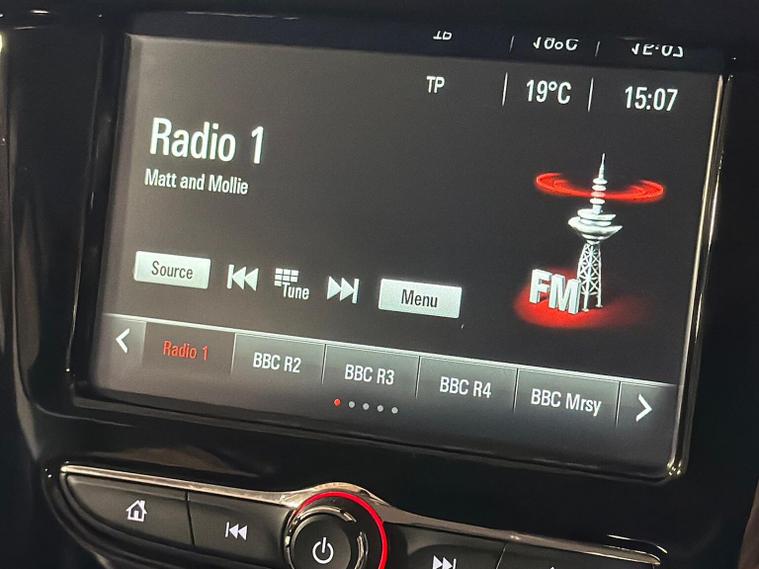 TP 19°C 15:07
Radio 1
Matt and Mollie
Source Tune Menu
FM
Radio 1 BBC R2 BBC R3 BBC R4 BBC Mrsy